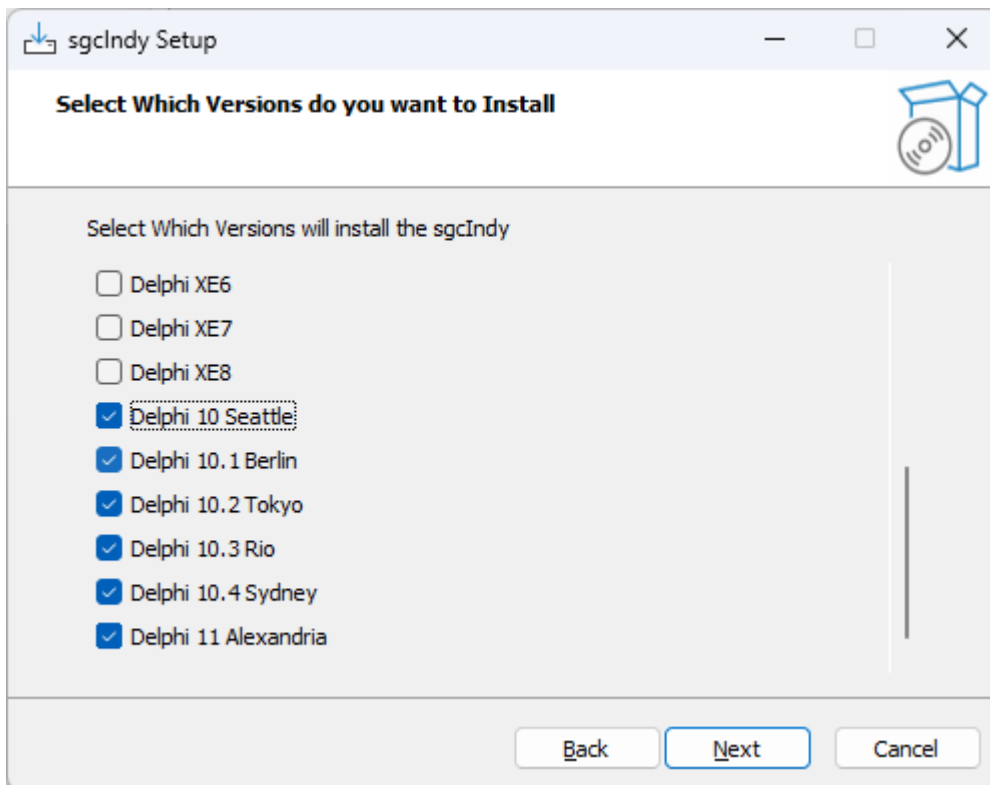 sgcIndy Setup
Select Which Versions do you want to Install
Select Which Versions will install the sgcIndy
Delphi XE6
Delphi XE7
Delphi XE8
Delphi 10 Seattle
Delphi 10.1 Berlin
Delphi 10.2 Tokyo
Delphi 10.3 Rio
Delphi 10.4 Sydney
Delphi 11 Alexandria
Back Next Cancel